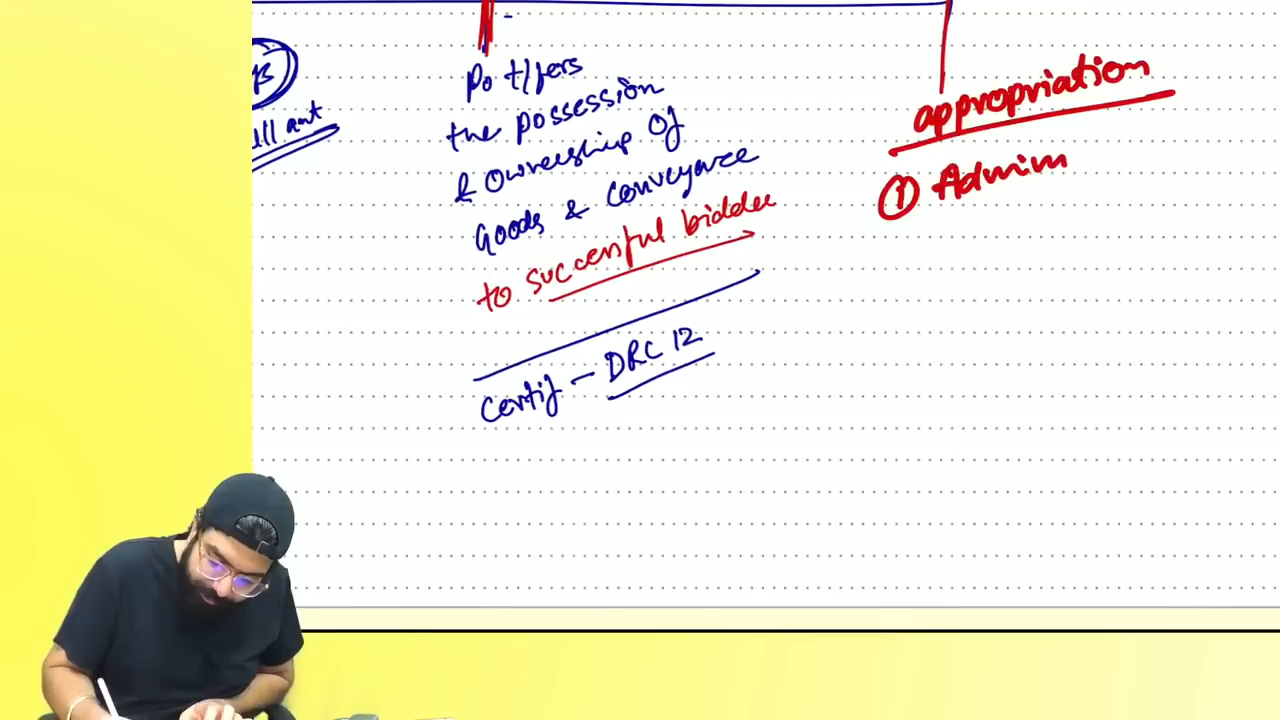 Po t/fers
the possession
& ownership of
Goods & conveyance
to successful bidder
Certif - DRC 12
appropriation
① Admin